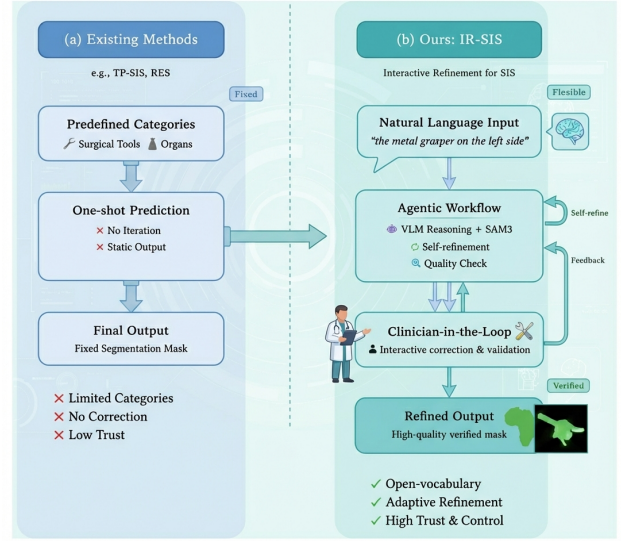 (a) Existing Methods
e.g., TP-SIS, RES
Fixed
Predefined Categories
Surgical Tools Organs
One-shot Prediction
× No Iteration
× Static Output
Final Output
Fixed Segmentation Mask
× Limited Categories
× No Correction
× Low Trust
(b) Ours: IR-SIS
Interactive Refinement for SIS
Flesible
Natural Language Input
"the metal grasper on the left side"
Agentic Workflow
VLM Reasoning + SAM3
Self-refinement
Quality Check
Self-refine
Feedback
Clinician-in-the-Loop
Interactive correction & vaiidation
Verified
Refined Output
High-quality verified mask
✓ Open-vocabulary
✓ Adaptive Refinement
✓ High Trust & Control